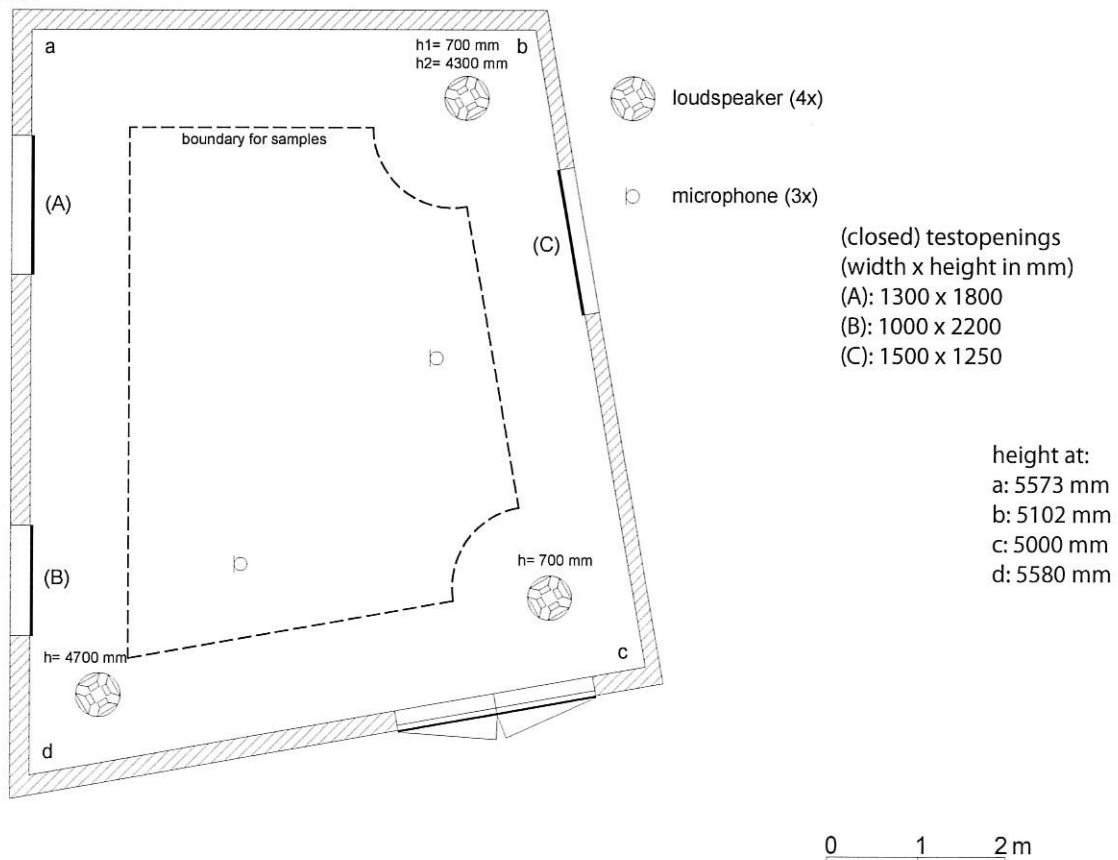 a
h1= 700 mm
h2= 4300 mm
b
loudspeaker (4x)
boundary for samples
microphone (3x)
(A)
(C)
(closed) testopenings
(width x height in mm)
(A): 1300 x 1800
(B): 1000 x 2200
(C): 1500 x 1250
height at:
a: 5573 mm
b: 5102 mm
c: 5000 mm
d: 5580 mm
(B)
h= 700 mm
h= 4700 mm
c
d
0 1 2 m